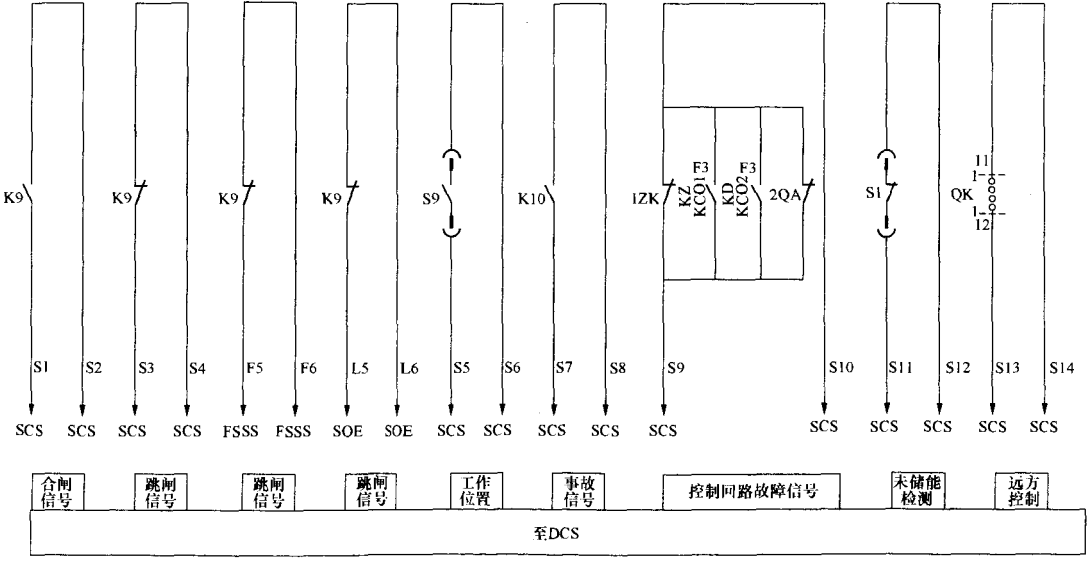 K9
K9
K9
K9
S9
K10
1ZK
KZ
KCO1
F3
KD
KCO2
F3
2QA
S1
QK
11
1
1
12
S1
S2
S3
S4
F5
F6
L5
L6
S5
S6
S7
S8
S9
S10
S11
S12
S13
S14
SCS
SCS
SCS
SCS
FSSS
FSSS
SOE
SOE
SCS
SCS
SCS
SCS
SCS
SCS
SCS
SCS
SCS
SCS
合闸
信号
跳闸
信号
跳闸
信号
跳闸
信号
工作
位置
事故
信号
控制回路故障信号
未储能
检测
远方
控制
至DCS